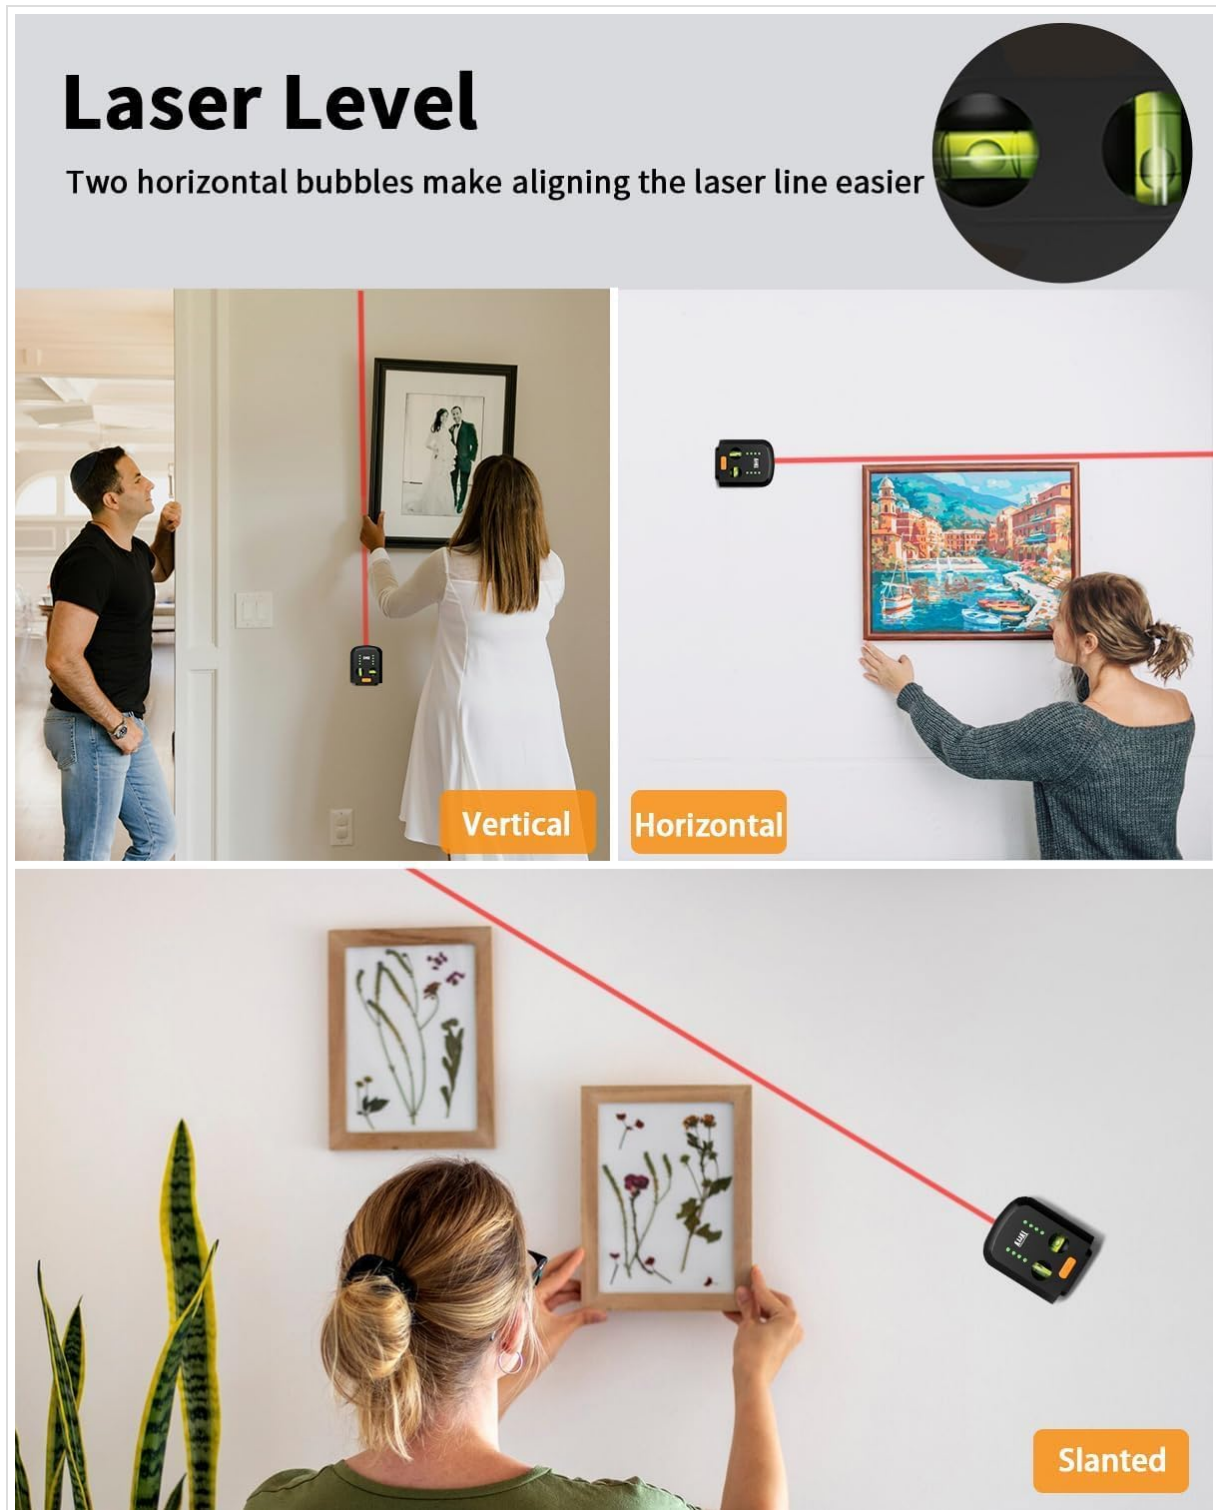 Laser Level
Two horizontal bubbles make aligning the laser line easier
Vertical
Horizontal
Slanted